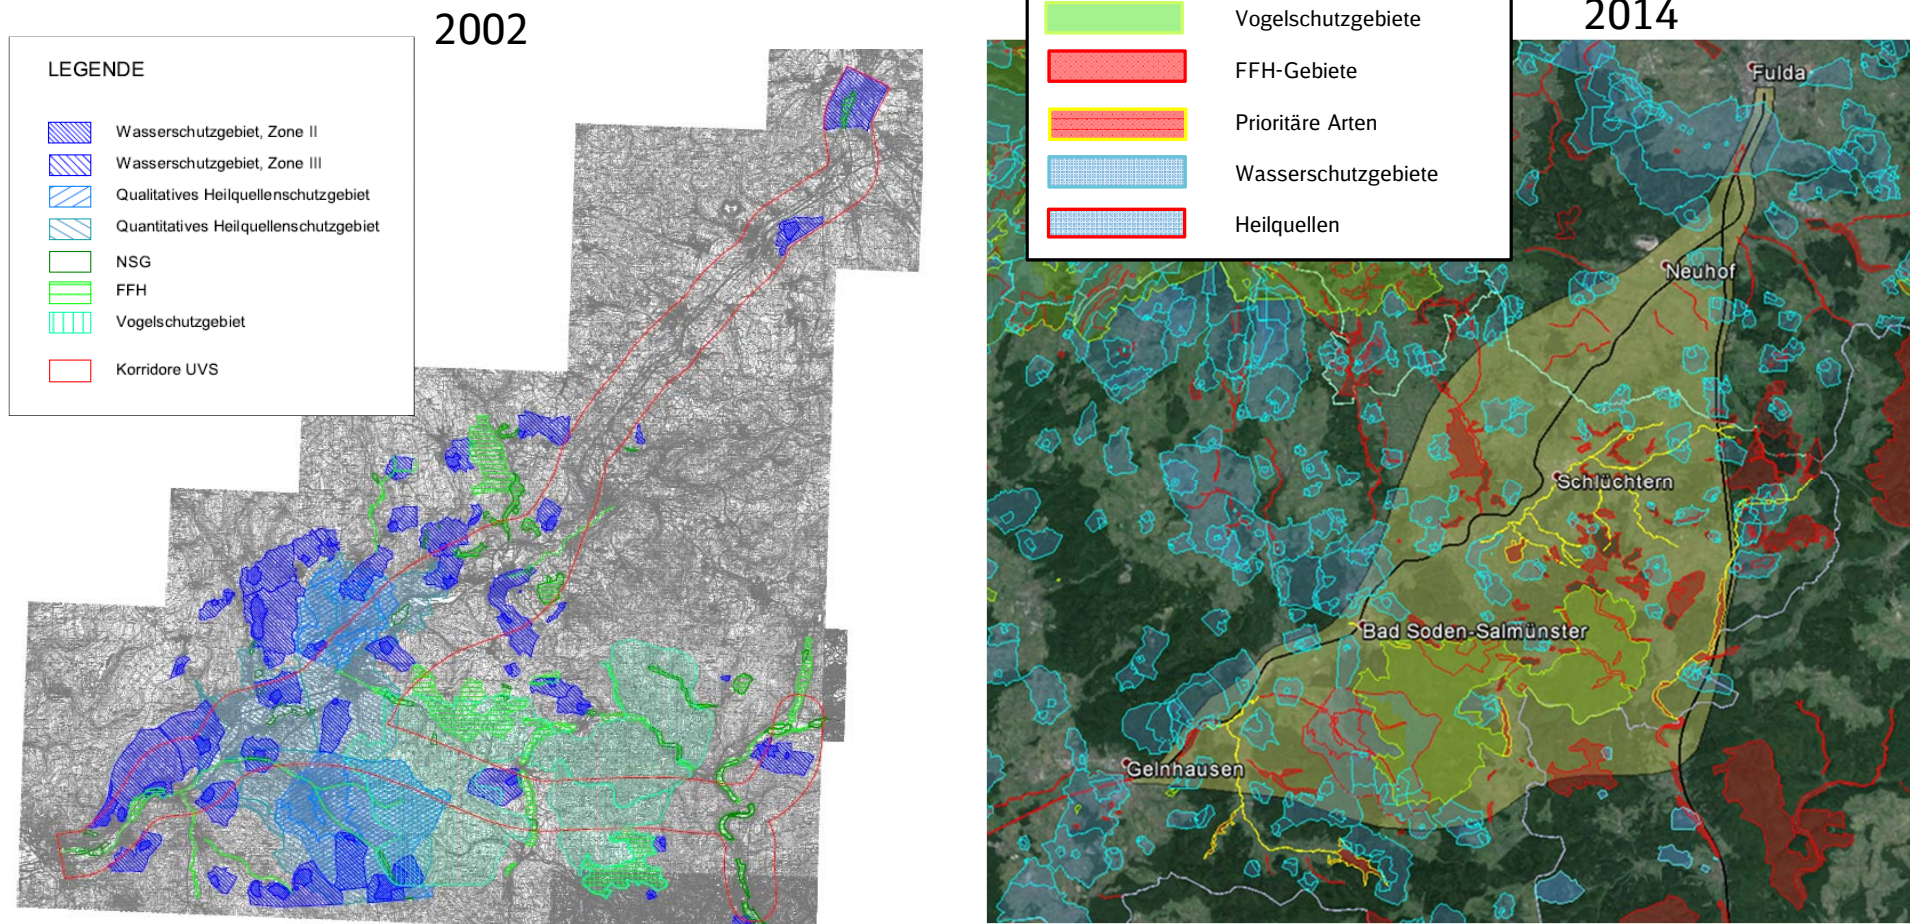 2002
LEGENDE
Wasserschutzgebiet, Zone II
Wasserschutzgebiet, Zone III
Qualitatives Heilquellenschutzgebiet
Quantitatives Heilquellenschutzgebiet
NSG
FFH
Vogelschutzgebiet
Korridore UVS
2014
Vogelschutzgebiete
FFH-Gebiete
Prioritäre Arten
Wasserschutzgebiete
Heilquellen
Fulda
Neuhof
Schlüchtern
Bad Soden-Salmünster
Gelnhausen